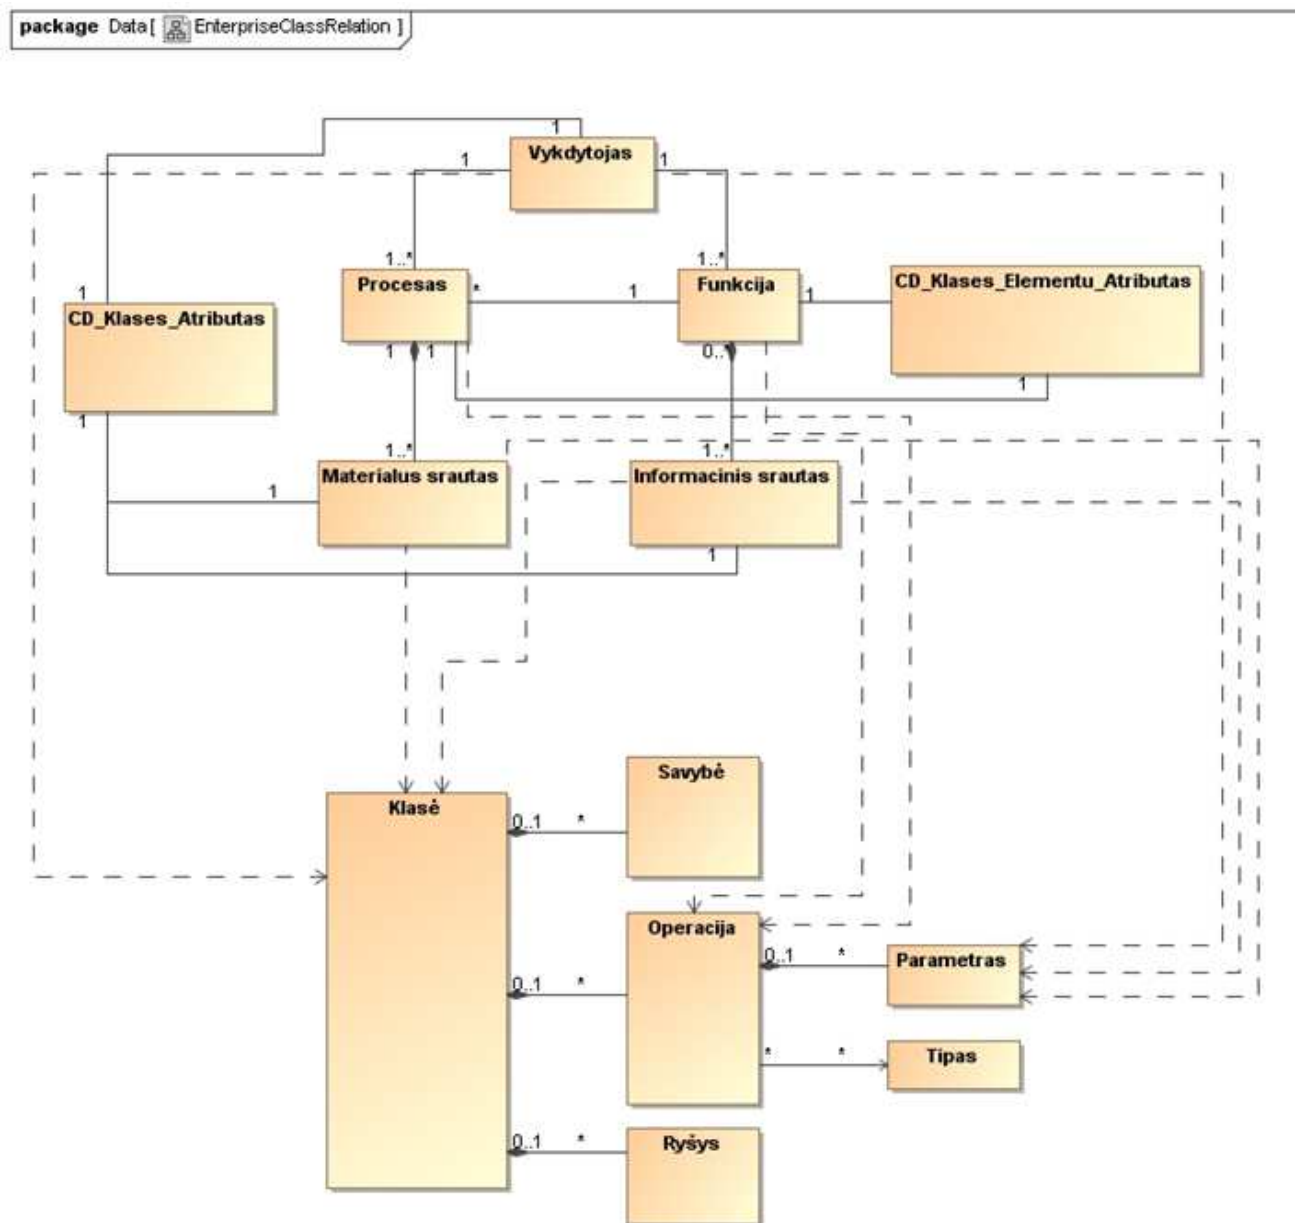 package Data [ EnterpriseClassRelation ]
1
Vykdytojas
1
1
1..*
1..*
Procesas
*
1
Funkcija
1
CD_Klases_Elementu_Atributas
1
CD_Klases_Atributas
1
1
0..*
1
1
1..*
1..*
Materialus srautas
Informacinis srautas
1
1
Savybė
Klasė
0..1
*
Operacija
0..1
*
Parametras
0..1
*
*
*
Tipas
0..1
*
Ryšys